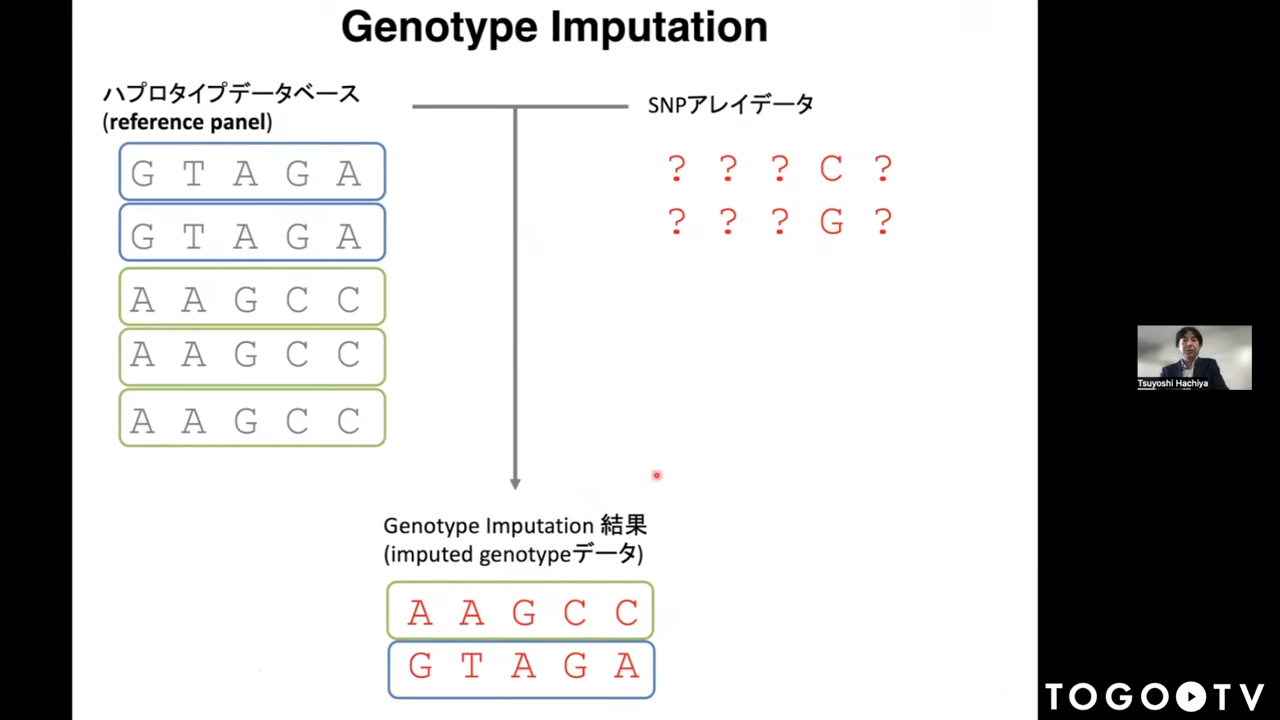 Genotype Imputation
ハプロタイプデータベース
(reference panel)
G T A G A
G T A G A
A A G C C
A A G C C
A A G C C
SNPアレイデータ
? ? ? C ?
? ? ? G ?
Genotype Imputation 結果
(imputed genotypeデータ)
A A G C C
G T A G A
Tsuyoshi Hachiya
TOGO TV